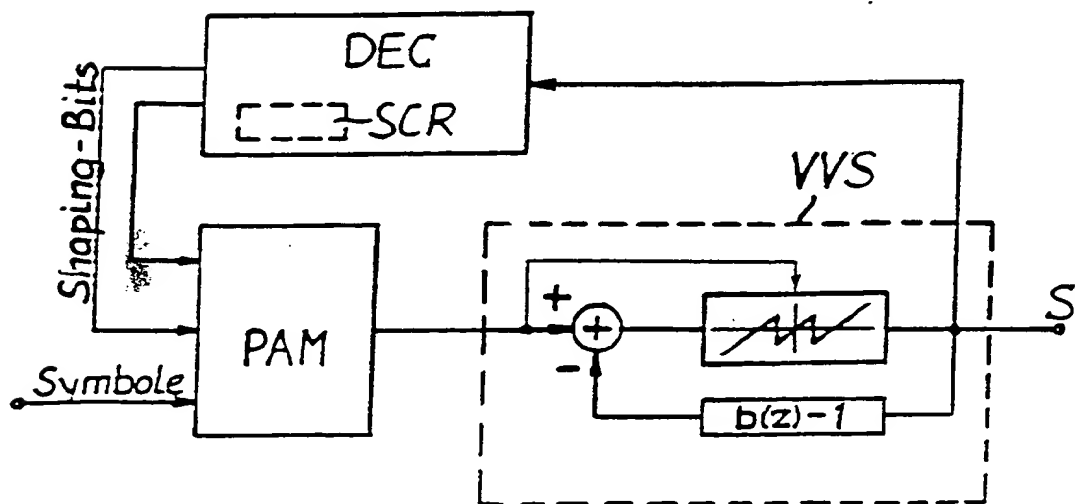 DEC
SCR
Shaping-Bits
VVS
PAM
+
+
-
S
Symbole
b(z)-1